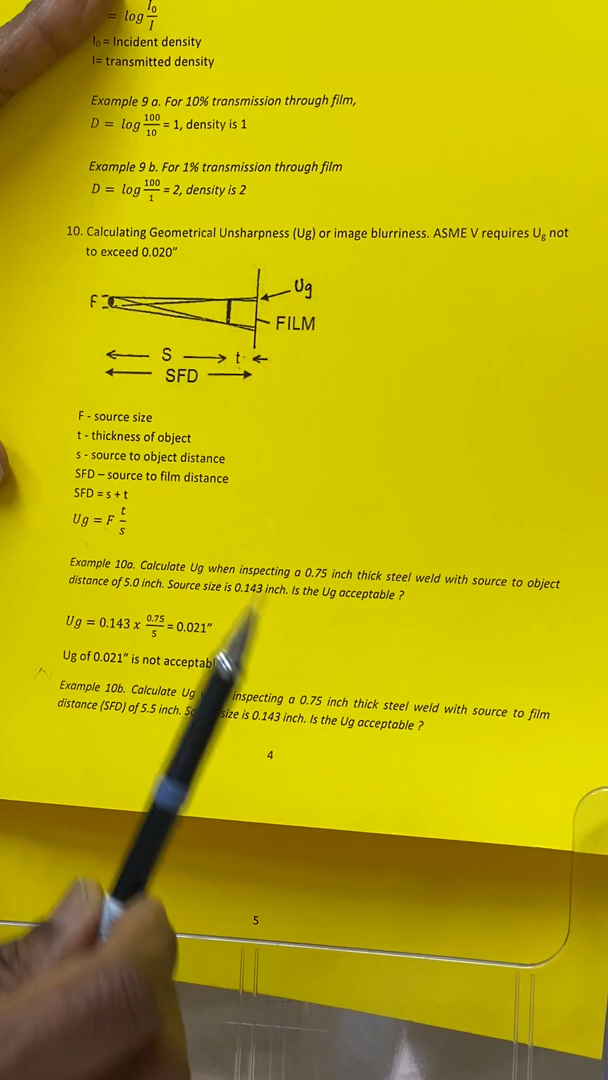 = log I₀/I
I₀ = Incident density
I= transmitted density
Example 9 a. For 10% transmission through film,
D = log 100/10 = 1, density is 1
Example 9 b. For 1% transmission through film
D = log 100/1 = 2, density is 2
10. Calculating Geometrical Unsharpness (Ug) or image blurriness. ASME V requires Ug not
to exceed 0.020"
F
Ug
FILM
S
t
SFD
F - source size
t - thickness of object
s - source to object distance
SFD – source to film distance
SFD = s + t
Ug = F t/s
Example 10a. Calculate Ug when inspecting a 0.75 inch thick steel weld with source to object
distance of 5.0 inch. Source size is 0.143 inch. Is the Ug acceptable ?
Ug = 0.143 x 0.75/5 = 0.021"
Ug of 0.021" is not
Example 10b. Calculate Ug inspecting a 0.75 inch thick steel weld with source to film
distance (SFD) of 5.5 inch. size is 0.143 inch. Is the Ug acceptable ?
4
5